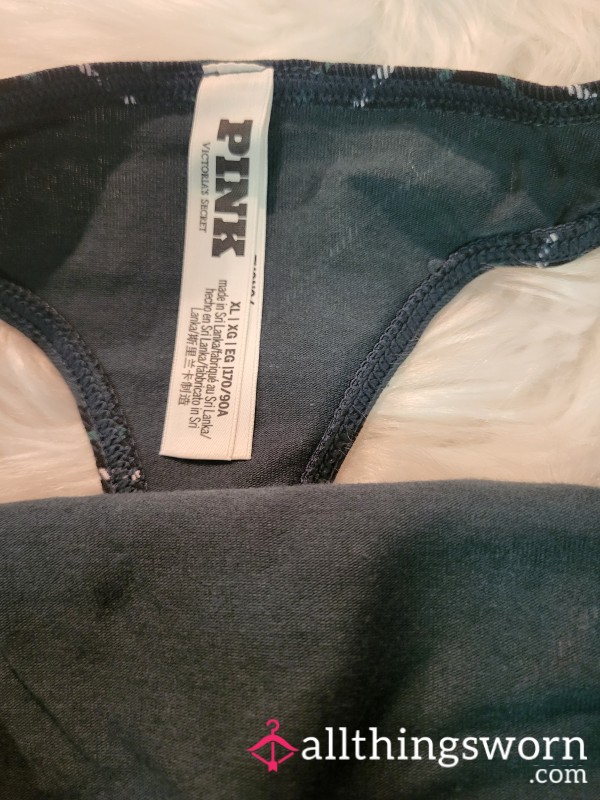 PINK
VICTORIA'S SECRET
XL | XG | EG |170/90A
made in Sri Lanka/fabriqué au Sri Lanka/
hecho en Sri Lanka/fabbricato in Sri
Lanka/斯里兰卡制造
allthingsworn
.com